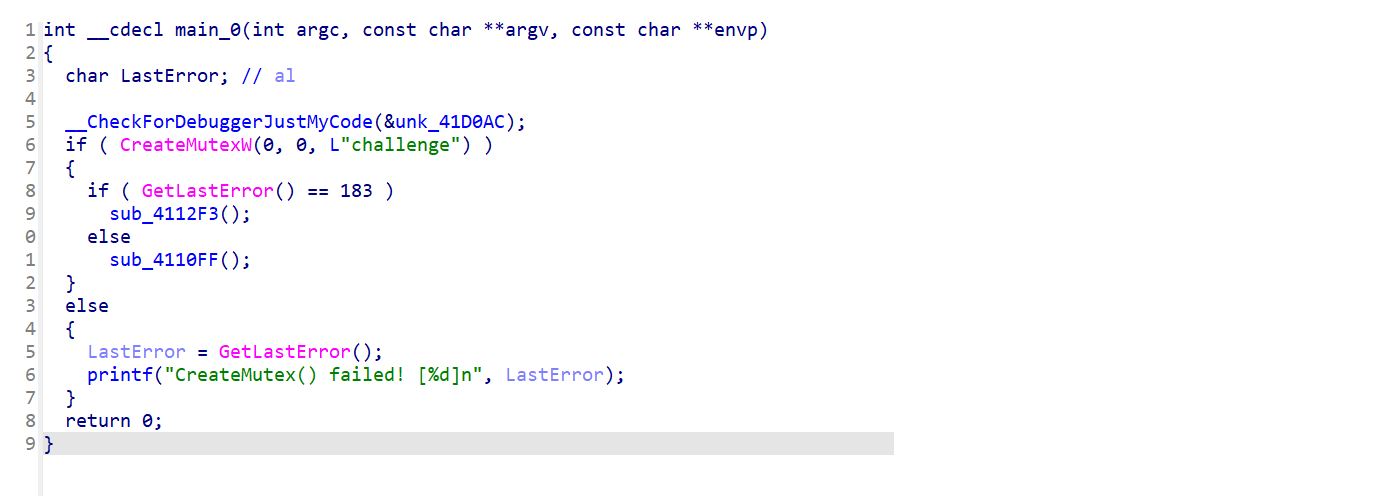 1 int __cdecl main_0(int argc, const char **argv, const char **envp)
2 {
3   char LastError; // al
4
5   __CheckForDebuggerJustMyCode(&unk_41D0AC);
6   if ( CreateMutexW(0, 0, L"challenge") )
7   {
8     if ( GetLastError() == 183 )
9       sub_4112F3();
0     else
1       sub_4110FF();
2   }
3   else
4   {
5     LastError = GetLastError();
6     printf("CreateMutex() failed! [%d]n", LastError);
7   }
8   return 0;
9 }